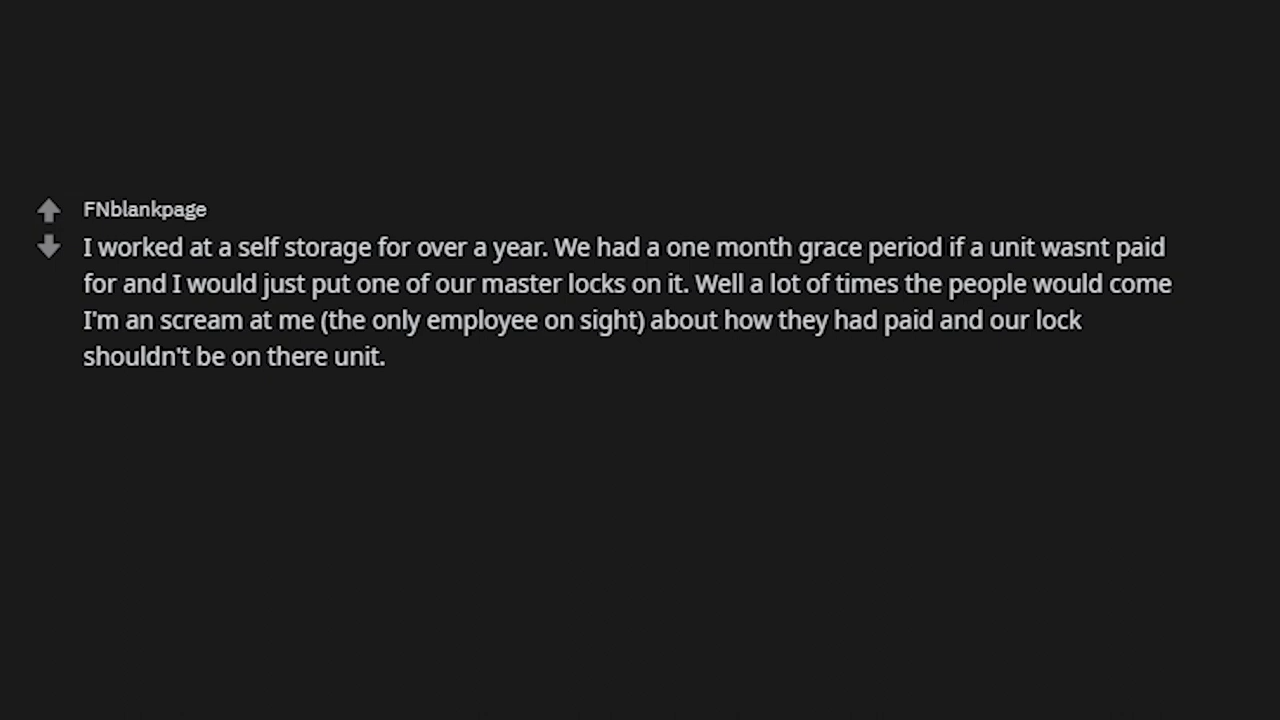 FNblankpage
I worked at a self storage for over a year. We had a one month grace period if a unit wasnt paid
for and I would just put one of our master locks on it. Well a lot of times the people would come
I'm an scream at me (the only employee on sight) about how they had paid and our lock
shouldn't be on there unit.